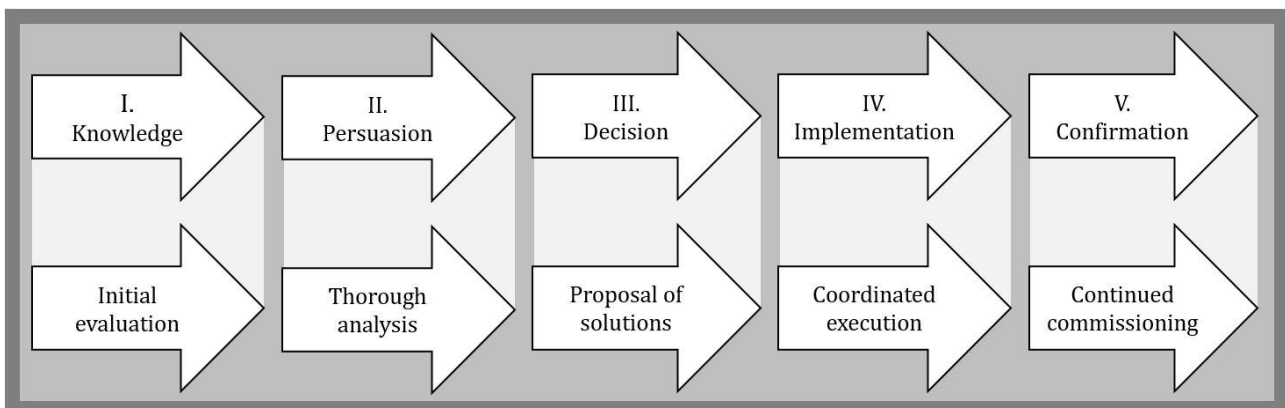 I.
Knowledge
II.
Persuasion
III.
Decision
IV.
Implementation
V.
Confirmation
Initial
evaluation
Thorough
analysis
Proposal of
solutions
Coordinated
execution
Continued
commissioning